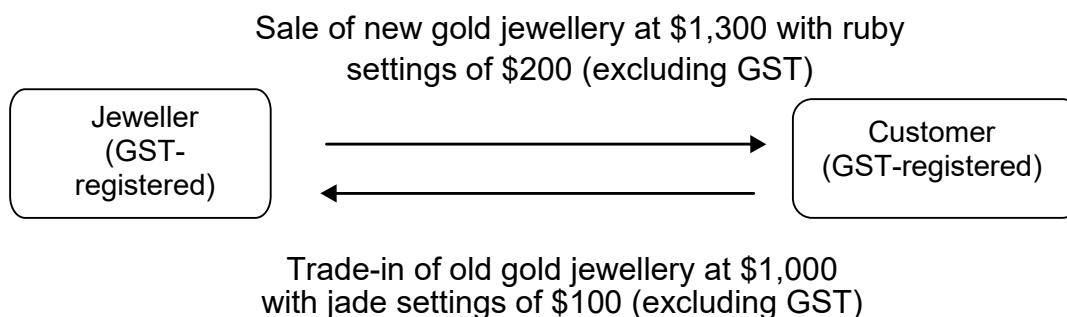 Sale of new gold jewellery at $1,300 with ruby
settings of $200 (excluding GST)
Jeweller
(GST-
registered)
Customer
(GST-registered)
Trade-in of old gold jewellery at $1,000
with jade settings of $100 (excluding GST)